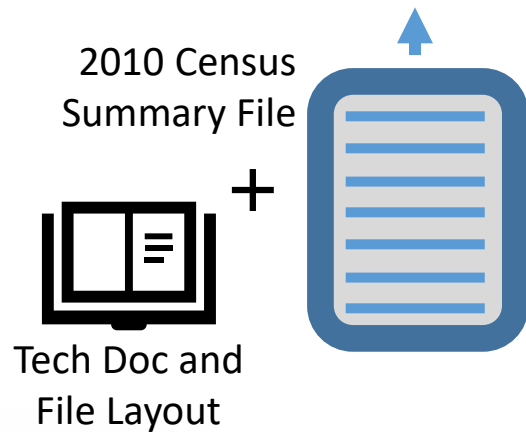 2010 Census
Summary File
+
Tech Doc and
File Layout